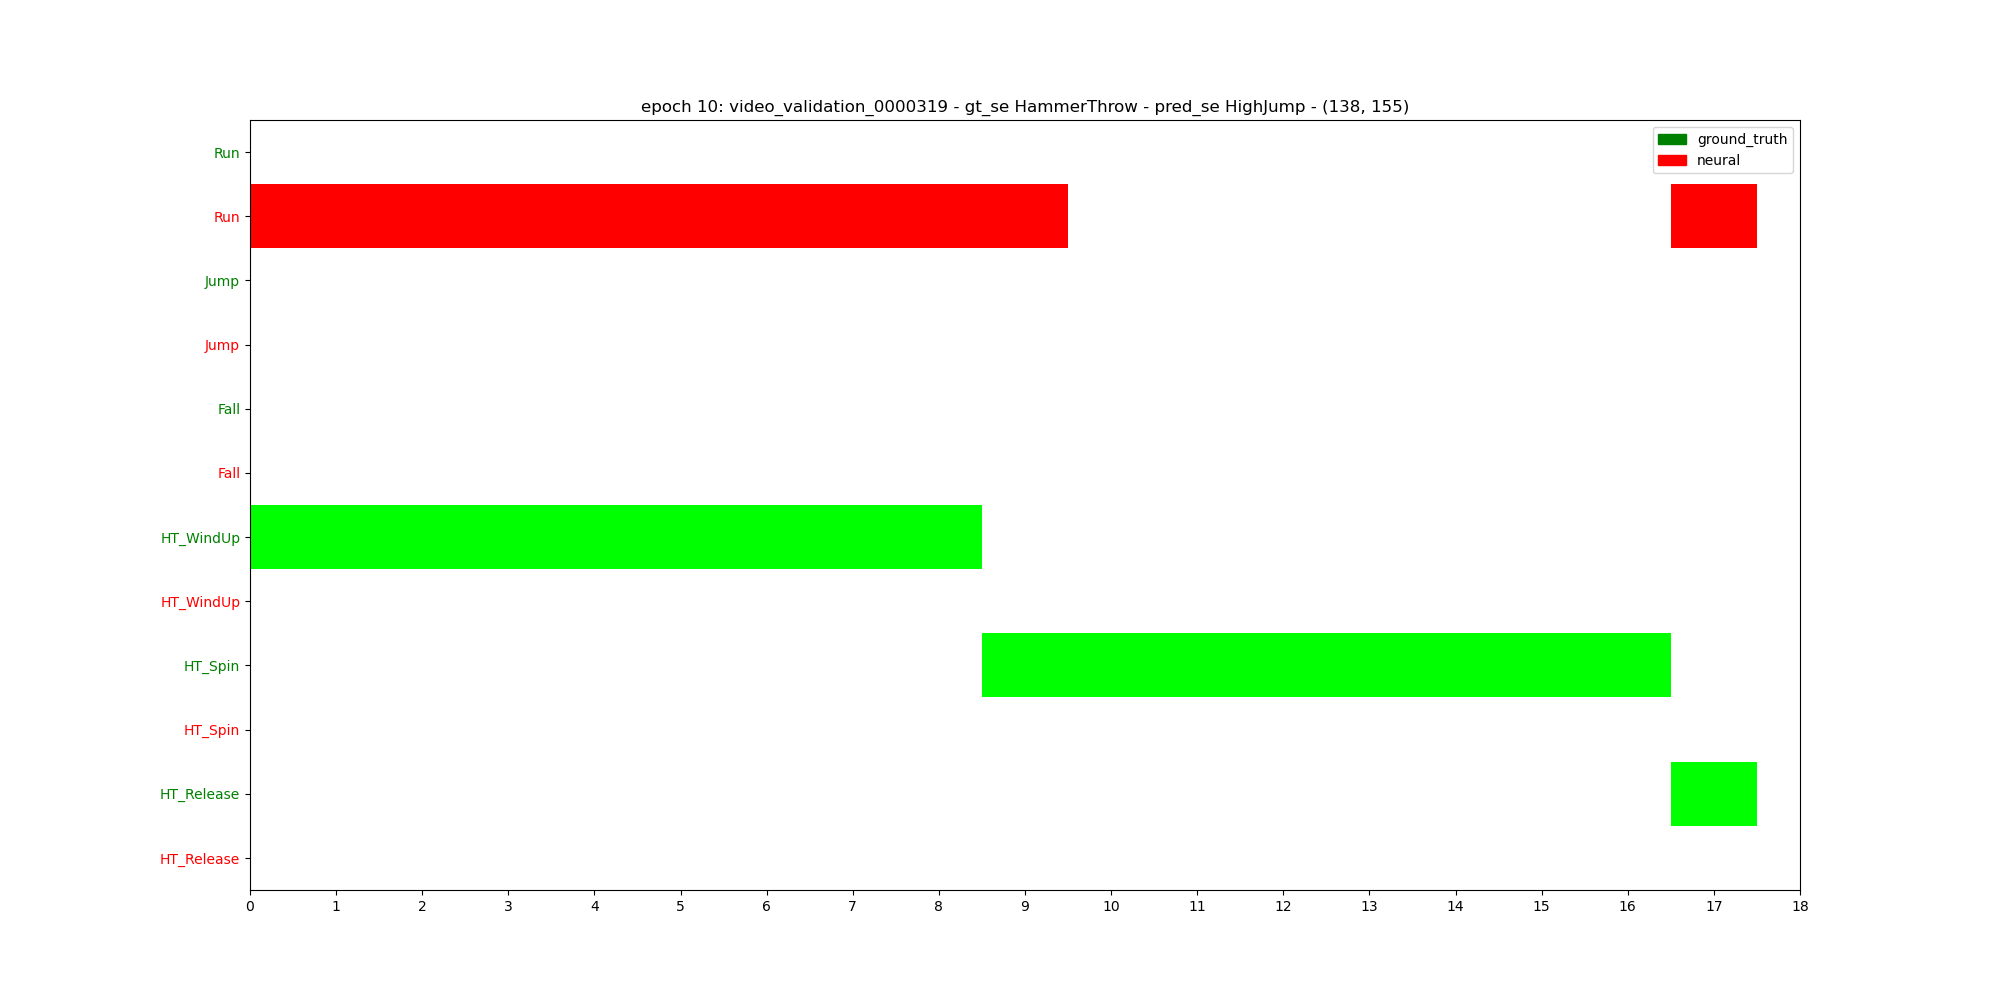 epoch 10: video_validation_0000319 - gt_se HammerThrow - pred_se HighJump - (138, 155)
ground_truth
neural
Run
Run
Jump
Jump
Fall
Fall
HT_WindUp
HT_WindUp
HT_Spin
HT_Spin
HT_Release
HT_Release
0 1 2 3 4 5 6 7 8 9 10 11 12 13 14 15 16 17 18